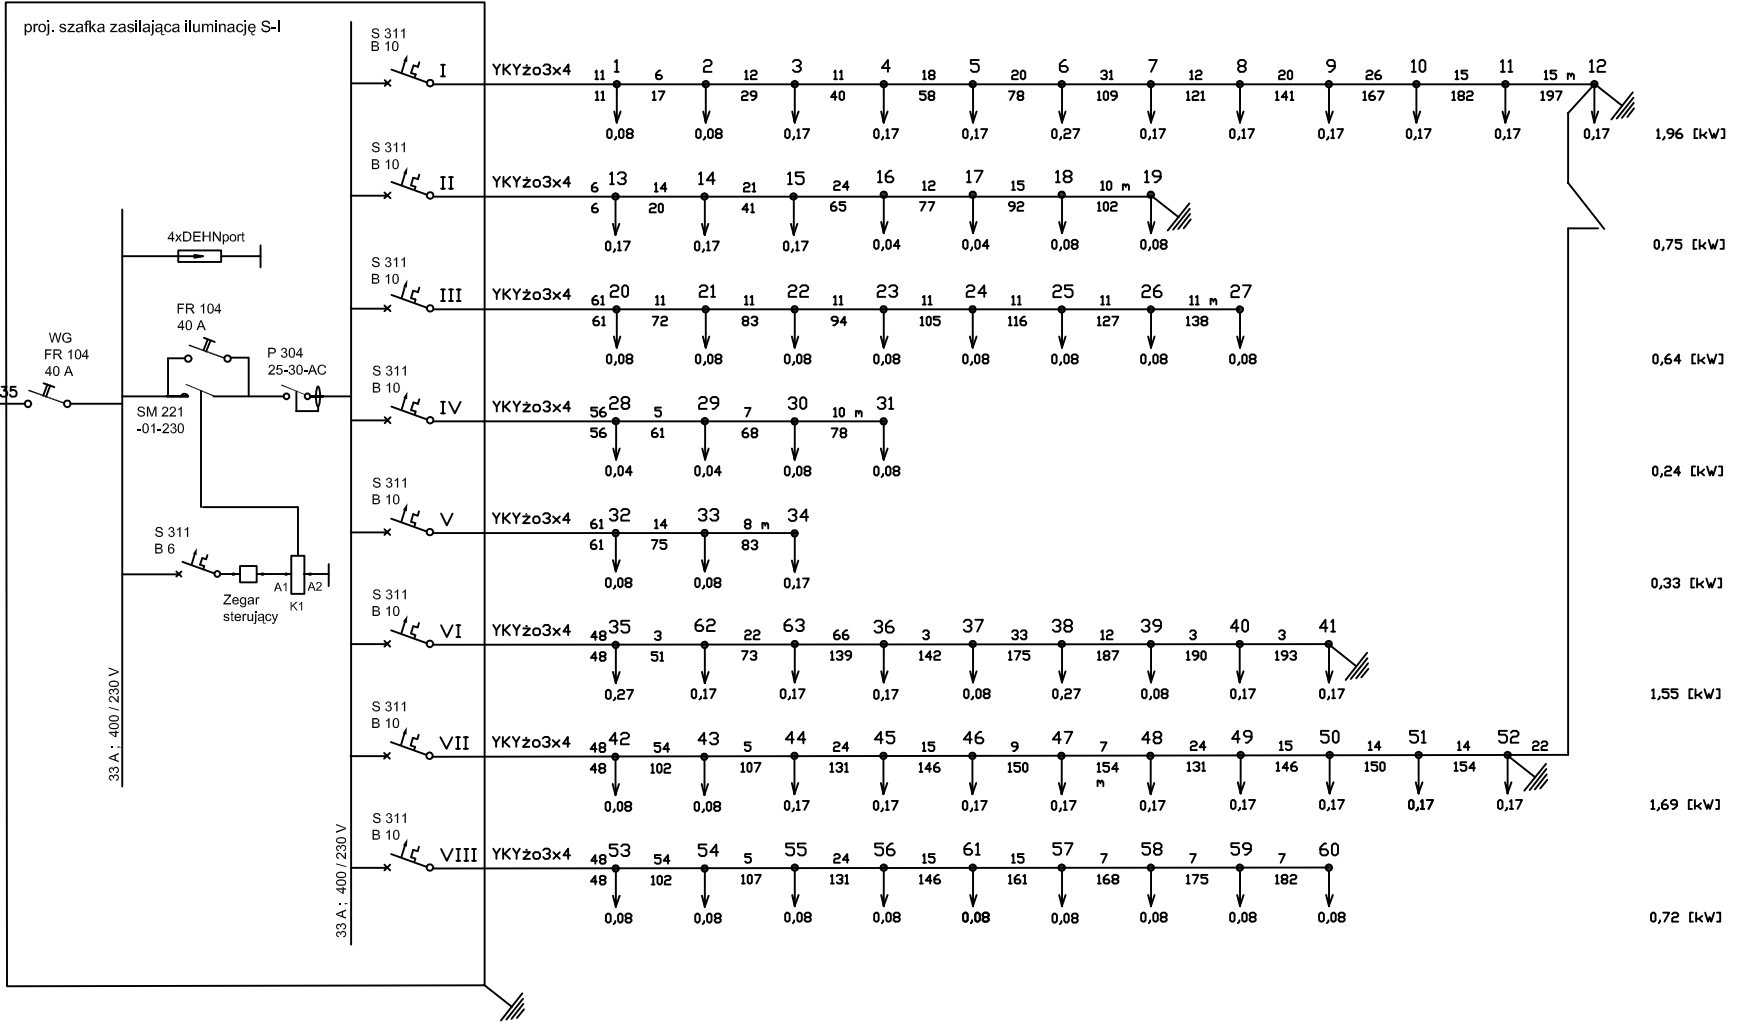 proj. szafka zasilająca iluminację S-I
4xDEHNport
FR 104
40 A
WG
FR 104
40 A
35
P 304
25-30-AC
SM 221
-01-230
S 311
B 6
A1
A2
K1
Zegar
sterujący
33 A ; 400 / 230 V
33 A ; 400 / 230 V
S 311
B 10
I YKYżo3x4
11 1 6 2 12 3 11 4 18 5 20 6 31 7 12 8 20 9 26 10 15 11 15 m 12
11 17 29 40 58 78 109 121 141 167 182 197
0,08 0,08 0,17 0,17 0,17 0,27 0,17 0,17 0,17 0,17 0,17 0,17 1,96 [kW]
S 311
B 10
II YKYżo3x4
6 13 14 14 21 15 24 16 12 17 15 18 10 m 19
6 20 41 65 77 92 102
0,17 0,17 0,17 0,04 0,04 0,08 0,08 0,75 [kW]
S 311
B 10
III YKYżo3x4
61 20 11 21 11 22 11 23 11 24 11 25 11 26 11 m 27
61 72 83 94 105 116 127 138
0,08 0,08 0,08 0,08 0,08 0,08 0,08 0,08 0,64 [kW]
S 311
B 10
IV YKYżo3x4
56 28 5 29 7 30 10 m 31
56 61 68 78
0,04 0,04 0,08 0,08 0,24 [kW]
S 311
B 10
V YKYżo3x4
61 32 14 33 8 m 34
61 75 83
0,08 0,08 0,17 0,33 [kW]
S 311
B 10
VI YKYżo3x4
48 35 3 62 22 63 66 36 3 37 33 38 12 39 3 40 3 41
48 51 73 139 142 175 187 190 193
0,27 0,17 0,17 0,17 0,08 0,27 0,08 0,17 0,17 1,55 [kW]
S 311
B 10
VII YKYżo3x4
48 42 54 43 5 44 24 45 15 46 9 47 7 48 24 49 15 50 14 51 14 52 22
48 102 107 131 146 150 154 131 146 150 154
m
0,08 0,08 0,17 0,17 0,17 0,17 0,17 0,17 0,17 0,17 0,17 1,69 [kW]
S 311
B 10
VIII YKYżo3x4
48 53 54 54 5 55 24 56 15 61 15 57 7 58 7 59 7 60
48 102 107 131 146 161 168 175 182
0,08 0,08 0,08 0,08 0,08 0,08 0,08 0,08 0,08 0,72 [kW]